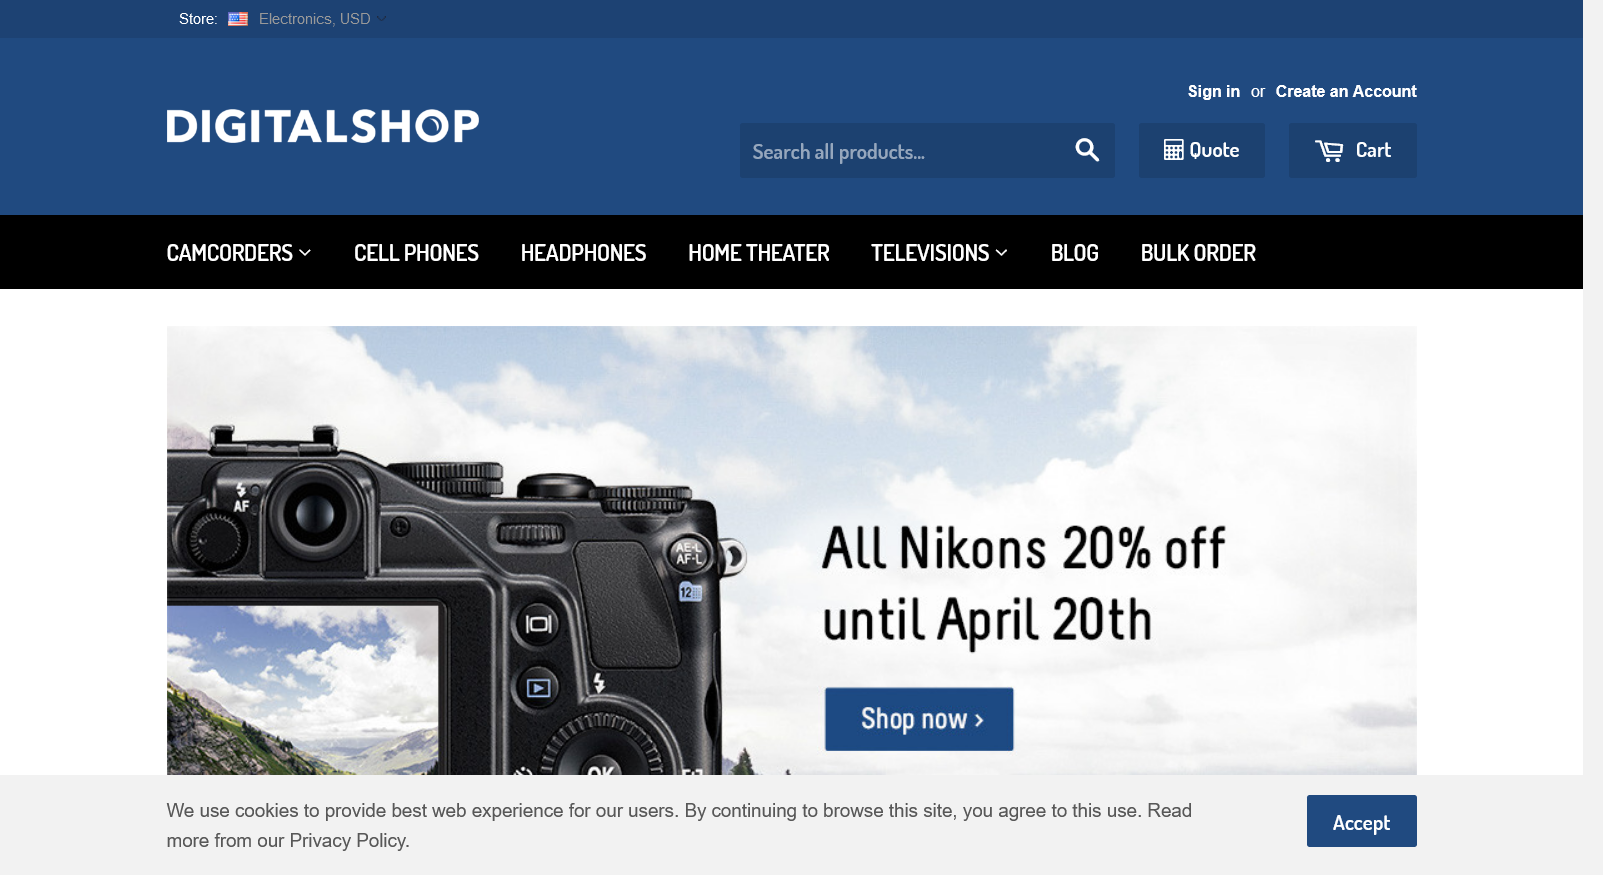 Store: Electronics, USD
Sign in or Create an Account
DIGITALSHOP
Search all products...
Quote
Cart
CAMCORDERS CELL PHONES HEADPHONES HOME THEATER TELEVISIONS BLOG BULK ORDER
AF
AE-L
AF-L
12
All Nikons 20% off
until April 20th
Shop now ›
OK
We use cookies to provide best web experience for our users. By continuing to browse this site, you agree to this use. Read
more from our Privacy Policy.
Accept